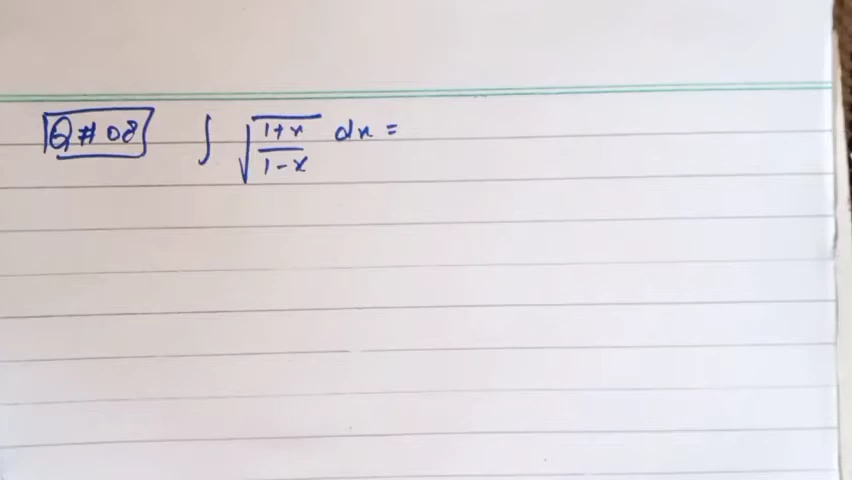 Q # 08 ∫ √(1+x / 1-x) dx =